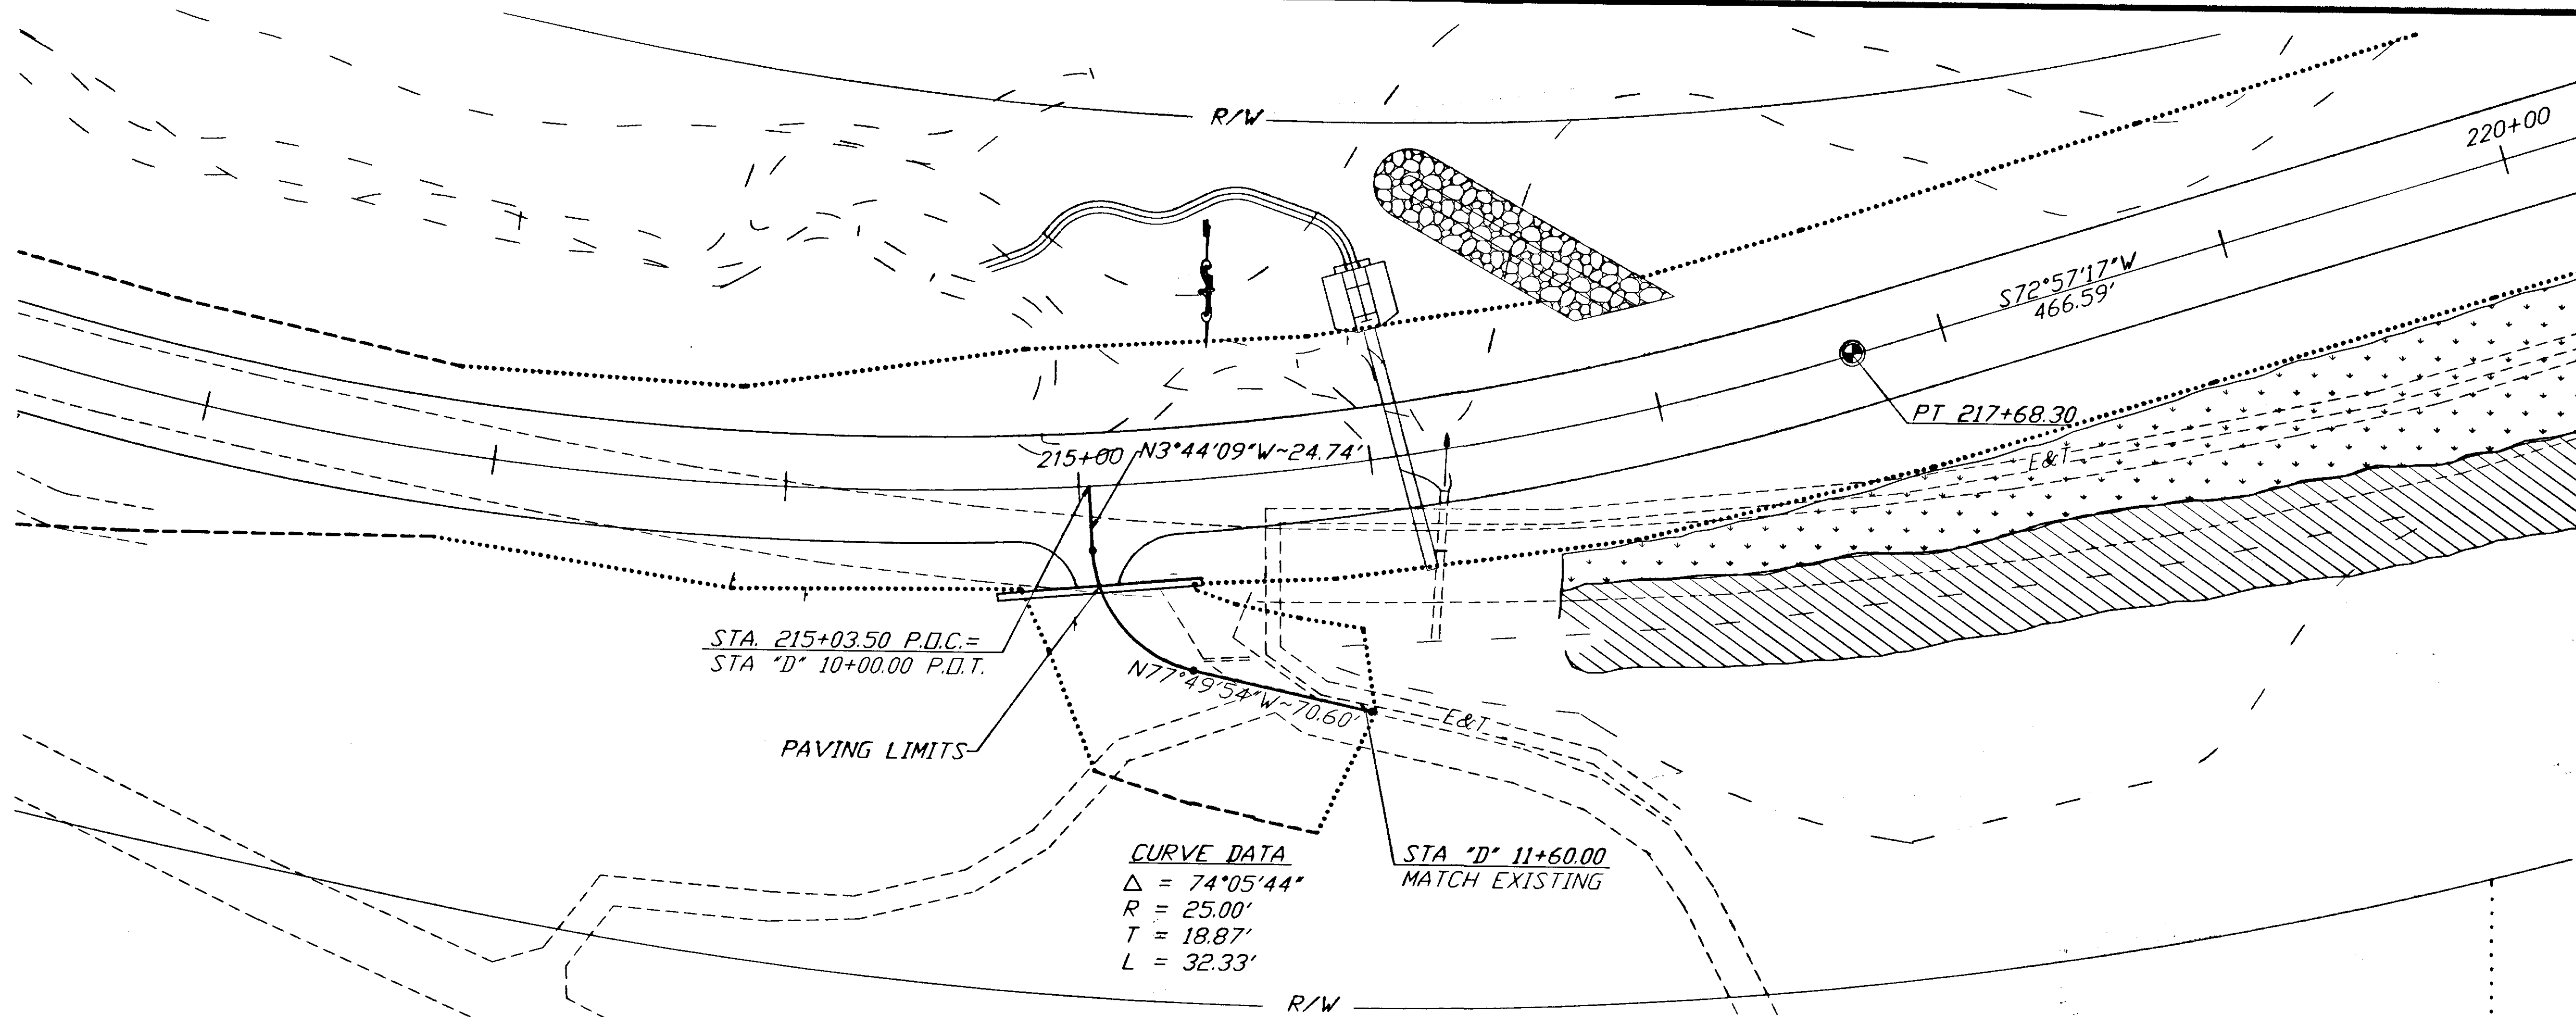 R/W
220+00
S72°57'17"W
466.59'
PT 217+68.30
215+00
N3°44'09"W~24.74'
E&T
STA. 215+03.50 P.O.C.=
STA "D" 10+00.00 P.O.T.
N77°49'54"W~70.60'
E&T
PAVING LIMITS
CURVE DATA
Δ = 74°05'44"
R = 25.00'
T = 18.87'
L = 32.33'
STA "D" 11+60.00
MATCH EXISTING
R/W